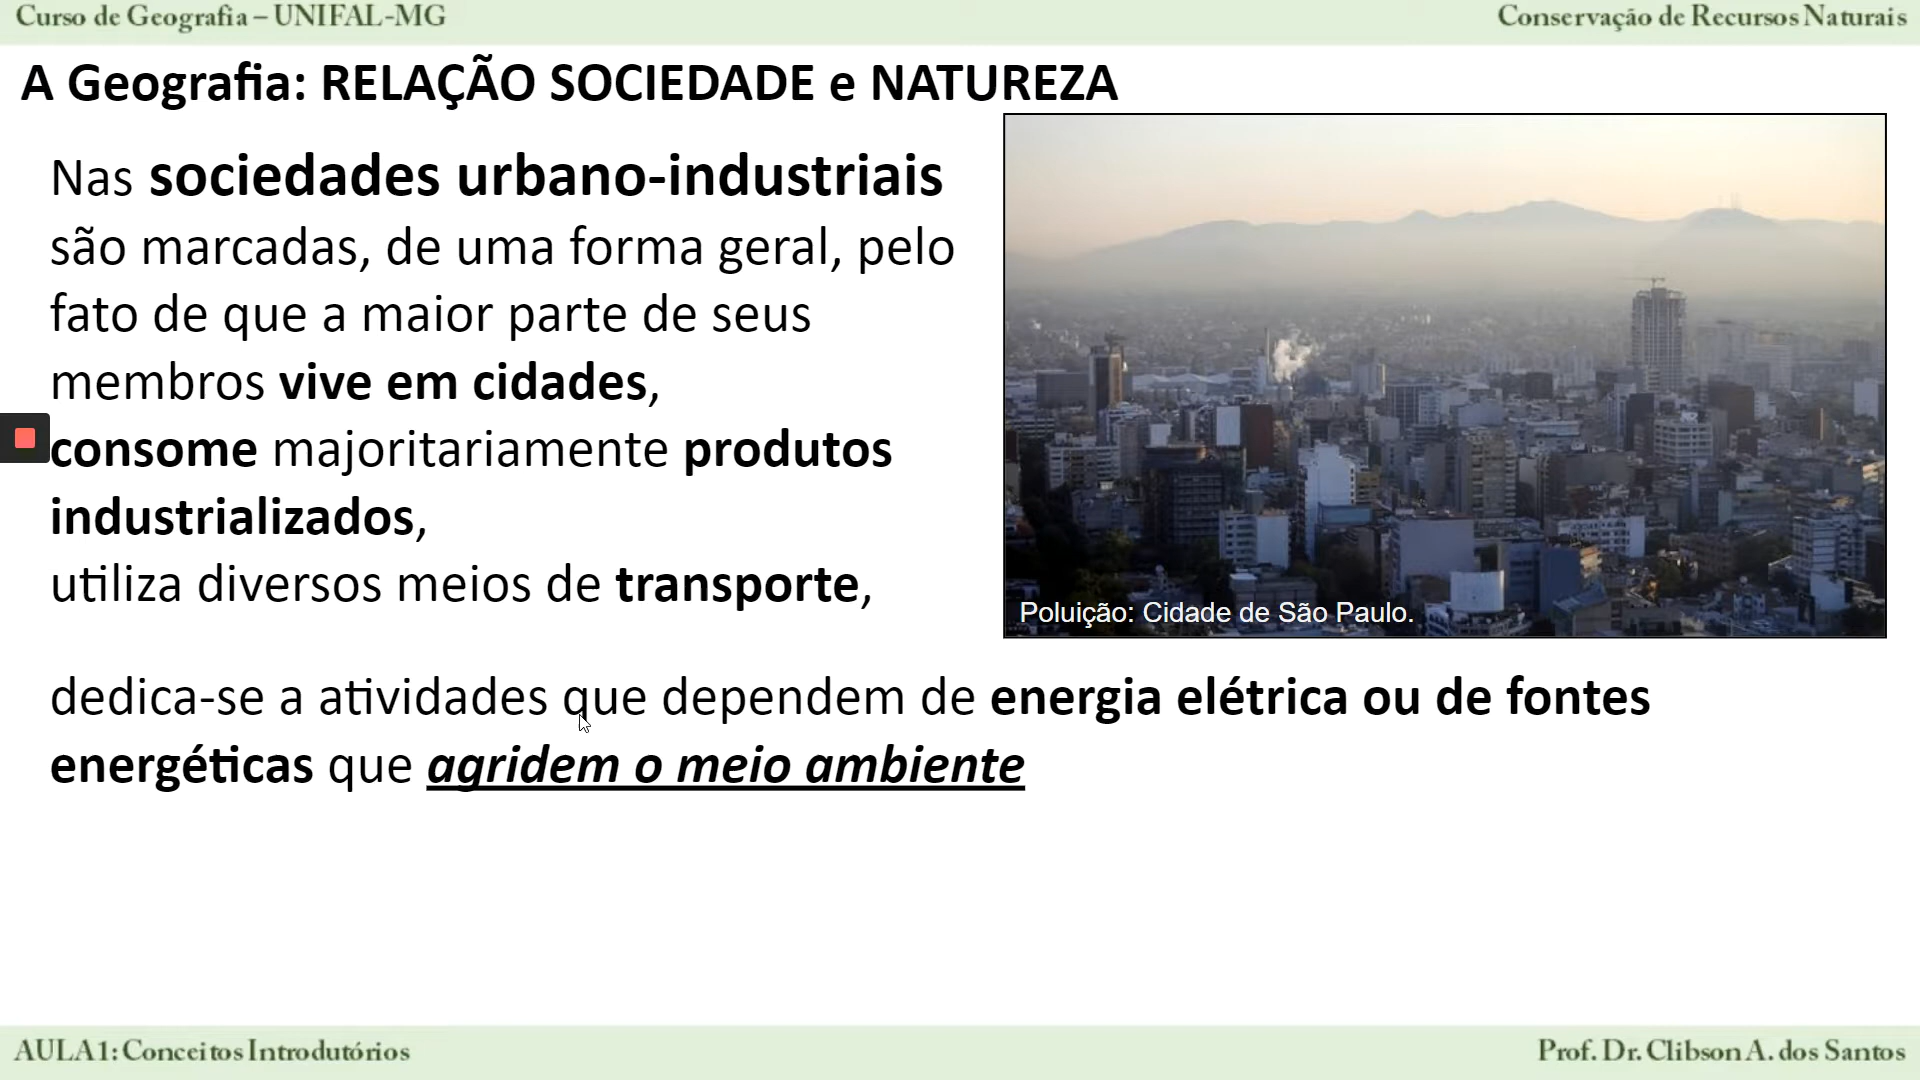 Curso de Geografia – UNIFAL-MG
Conservação de Recursos Naturais
A Geografia: RELAÇÃO SOCIEDADE e NATUREZA
Nas sociedades urbano-industriais
são marcadas, de uma forma geral, pelo
fato de que a maior parte de seus
membros vive em cidades,
consome majoritariamente produtos
industrializados,
utiliza diversos meios de transporte,
Poluição: Cidade de São Paulo.
dedica-se a atividades que dependem de energia elétrica ou de fontes
energéticas que agridem o meio ambiente
AULA1: Conceitos Introdutórios
Prof. Dr. Clibson A. dos Santos